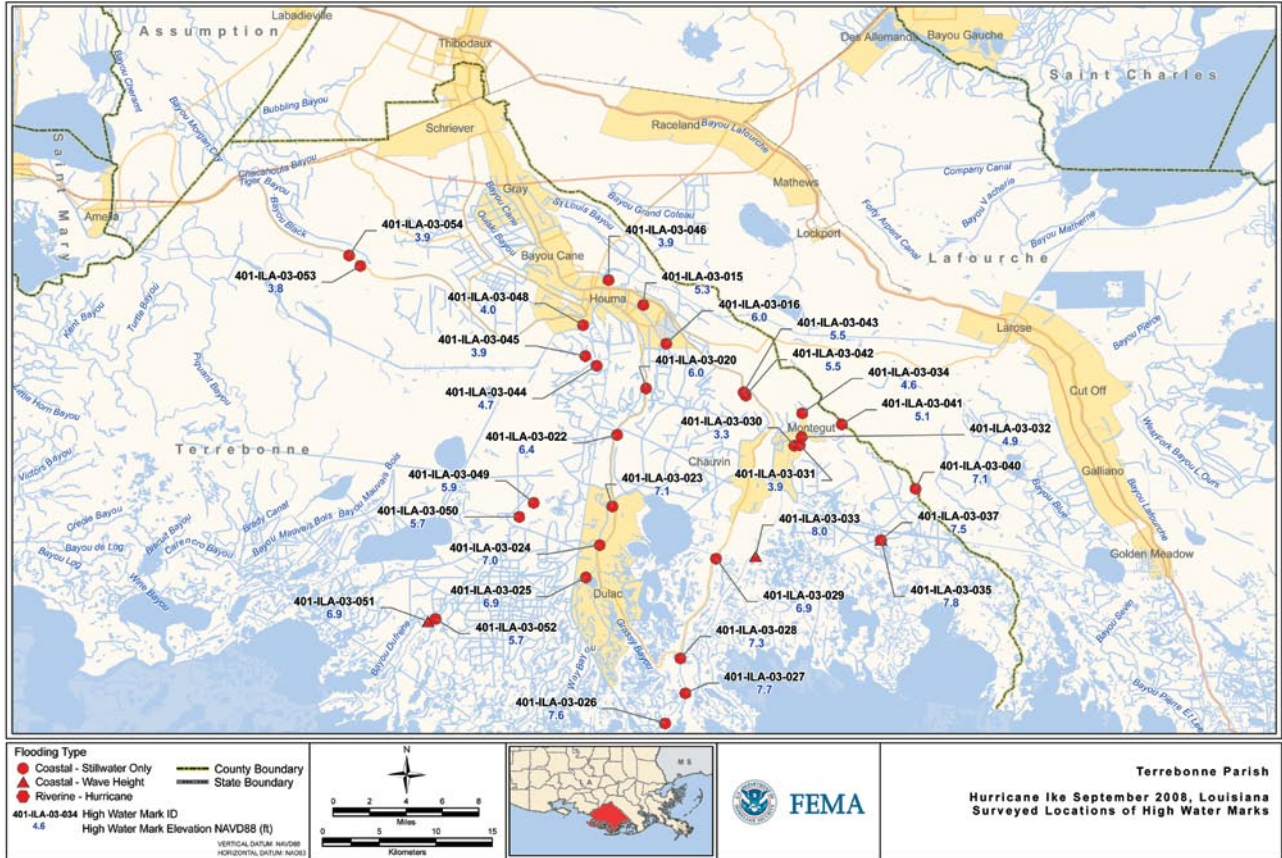 Labadieville
Assumption
Thibodaux
Des Allemands
Bayou Gauche
Saint Charles
Bayou Cheramt
Bayou Morgan City
Bubbling Bayou
Schriever
Raceland
Bayou Lafourche
Saint Mary
Chacahoula Bayou
Tiger Bayou
Company Canal
Mathews
Bayou Vacherie
Gray
Bayou Cane
Ouiski Bayou
St Louis Bayou
Bayou Grand Coteau
Forty Arpent Canal
Bayou Matherne
Amelia
Bayou Black
Lockport
Lafourche
401-ILA-03-054
3.9
401-ILA-03-046
3.9
Bayou Cane
401-ILA-03-053
3.8
401-ILA-03-015
5.3
Kent Bayou
Turtle Bayou
401-ILA-03-048
4.0
Houma
401-ILA-03-016
6.0
401-ILA-03-043
5.5
Larose
Bayou Pierce
401-ILA-03-045
3.9
401-ILA-03-020
6.0
401-ILA-03-042
5.5
Piquant Bayou
401-ILA-03-044
4.7
401-ILA-03-034
4.6
Little Horn Bayou
Cut Off
401-ILA-03-041
5.1
401-ILA-03-030
3.3
Montegut
401-ILA-03-032
4.9
401-ILA-03-022
6.4
Terrebonne
Victors Bayou
Chauvin
401-ILA-03-031
3.9
401-ILA-03-040
7.1
Galliano
WestFork Bayou L Ours
401-ILA-03-049
5.9
401-ILA-03-023
7.1
Bayou Mauvais Bois
Bayou Blue
Bayou Lafourche
401-ILA-03-050
5.7
401-ILA-03-033
8.0
401-ILA-03-037
7.5
Creole Bayou
Brady Canal
Biscuit Bayou
Bayou Mauvais Bois
Carencro Bayou
Bayou de Log
Bayou Log
401-ILA-03-024
7.0
Golden Meadow
Wine Bayou
401-ILA-03-025
6.9
Dulac
401-ILA-03-029
6.9
401-ILA-03-035
7.8
401-ILA-03-051
6.9
401-ILA-03-052
5.7
Bayou Dufrene
Grassy Bayou
401-ILA-03-028
7.3
Bayou Sevin
Way Bayou
401-ILA-03-027
7.7
Bayou Pierre Et Lee
401-ILA-03-026
7.6
Flooding Type
Coastal - Stillwater Only
County Boundary
Coastal - Wave Height
State Boundary
Riverine - Hurricane
401-ILA-03-034 High Water Mark ID
4.6 High Water Mark Elevation NAVD88 (ft)
VERTICAL DATUM: NAVD88
HORIZONTAL DATUM: NAD83
N
0 2 4 6 8
Miles
0 5 10 15
Kilometers
LA
MS
FEMA
Terrebonne Parish
Hurricane Ike September 2008, Louisiana
Surveyed Locations of High Water Marks